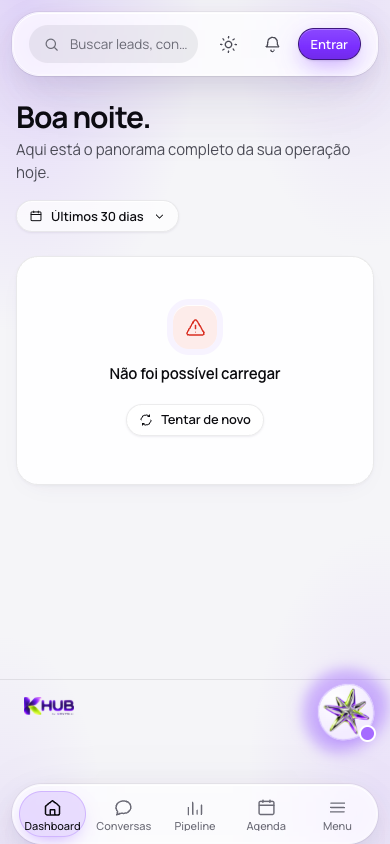 Buscar leads, con...
Entrar
Boa noite.
Aqui está o panorama completo da sua operação
hoje.
Últimos 30 dias
Não foi possível carregar
Tentar de novo
KHUB
Dashboard
Conversas
Pipeline
Agenda
Menu